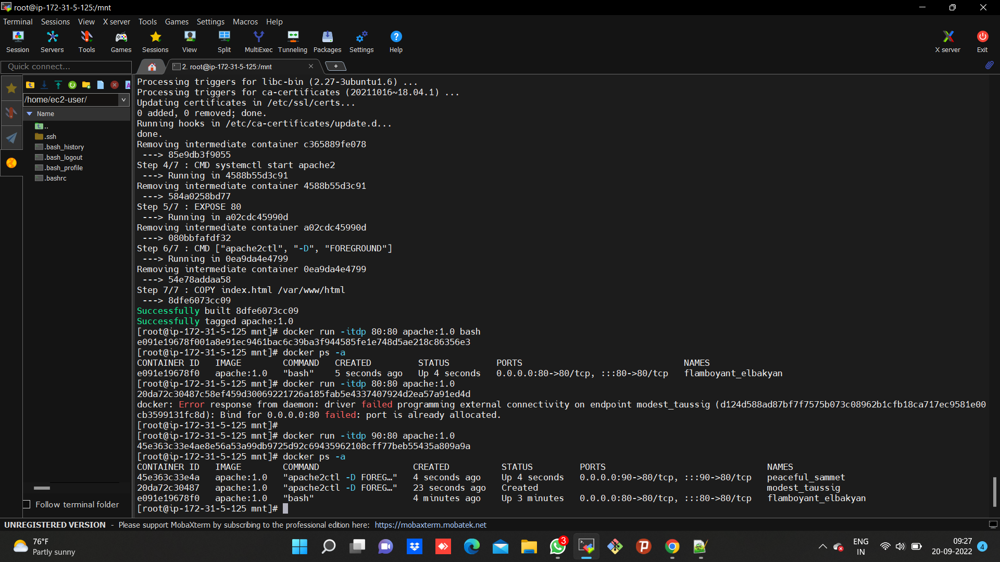 root@ip-172-31-5-125:/mnt
Terminal Sessions View X server Tools Games Settings Macros Help
Session Servers Tools Games Sessions View Split MultiExec Tunneling Packages Settings Help X server Exit
Quick connect...
2. root@ip-172-31-5-125:/mnt
/home/ec2-user/
Name
..
.ssh
.bash_history
.bash_logout
.bash_profile
.bashrc
Follow terminal folder
Processing triggers for libc-bin (2.27-3ubuntu1.6) ...
Processing triggers for ca-certificates (20211016~18.04.1) ...
Updating certificates in /etc/ssl/certs...
0 added, 0 removed; done.
Running hooks in /etc/ca-certificates/update.d...
done.
Removing intermediate container c365889fe078
 ---> 85e9db3f9055
Step 4/7 : CMD systemctl start apache2
 ---> Running in 4588b55d3c91
Removing intermediate container 4588b55d3c91
 ---> 584a0258bd77
Step 5/7 : EXPOSE 80
 ---> Running in a02cdc45990d
Removing intermediate container a02cdc45990d
 ---> 080bbfafdf32
Step 6/7 : CMD ["apache2ctl", "-D", "FOREGROUND"]
 ---> Running in 0ea9da4e4799
Removing intermediate container 0ea9da4e4799
 ---> 54e78addaa58
Step 7/7 : COPY index.html /var/www/html
 ---> 8dfe6073cc09
Successfully built 8dfe6073cc09
Successfully tagged apache:1.0
[root@ip-172-31-5-125 mnt]# docker run -itdp 80:80 apache:1.0 bash
e091e19678f001a8e91ec9461bac6c39ba3f944585fe1e748d5ae218c86356e3
[root@ip-172-31-5-125 mnt]# docker ps -a
CONTAINER ID   IMAGE        COMMAND   CREATED         STATUS         PORTS                               NAMES
e091e19678f0   apache:1.0   "bash"    5 seconds ago   Up 4 seconds   0.0.0.0:80->80/tcp, :::80->80/tcp   flamboyant_elbakyan
[root@ip-172-31-5-125 mnt]# docker run -itdp 80:80 apache:1.0
20da72c30487c58ef459d30069221726a185fab5e4337407924d2ea57a91ed4d
docker: Error response from daemon: driver failed programming external connectivity on endpoint modest_taussig (d124d588ad87bf7f7575b073c08962b1cfb18ca717ec9581e00
cb3599131fc8d): Bind for 0.0.0.0:80 failed: port is already allocated.
[root@ip-172-31-5-125 mnt]#
[root@ip-172-31-5-125 mnt]# docker run -itdp 90:80 apache:1.0
45e363c33e4ae8e56a53a99db9725d92c69435962108cff77beb55435a809a9a
[root@ip-172-31-5-125 mnt]# docker ps -a
CONTAINER ID   IMAGE        COMMAND                  CREATED          STATUS         PORTS                               NAMES
45e363c33e4a   apache:1.0   "apache2ctl -D FOREG…"   4 seconds ago    Up 4 seconds   0.0.0.0:90->80/tcp, :::90->80/tcp   peaceful_sammet
20da72c30487   apache:1.0   "apache2ctl -D FOREG…"   23 seconds ago   Created                                            modest_taussig
e091e19678f0   apache:1.0   "bash"                   4 minutes ago    Up 3 minutes   0.0.0.0:80->80/tcp, :::80->80/tcp   flamboyant_elbakyan
[root@ip-172-31-5-125 mnt]#
UNREGISTERED VERSION - Please support MobaXterm by subscribing to the professional edition here: https://mobaxterm.mobatek.net
76°F
Partly sunny
3
ENG
IN
09:27
20-09-2022
4